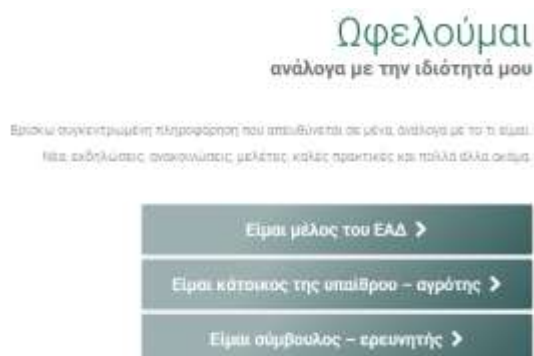 Ωφελούμαι
ανάλογα με την ιδιότητά μου
Βρίσκω συγκεντρωμένη πληροφόρηση που απευθύνεται σε μένα, ανάλογα με το τι είμαι.
Νέα, εκδηλώσεις, ανακοινώσεις, μελέτες, καλές πρακτικές και πολλά άλλα ακόμα.
Είμαι μέλος του ΕΑΔ
Είμαι κάτοικος της υπαίθρου – αγρότης
Είμαι σύμβουλος – ερευνητής